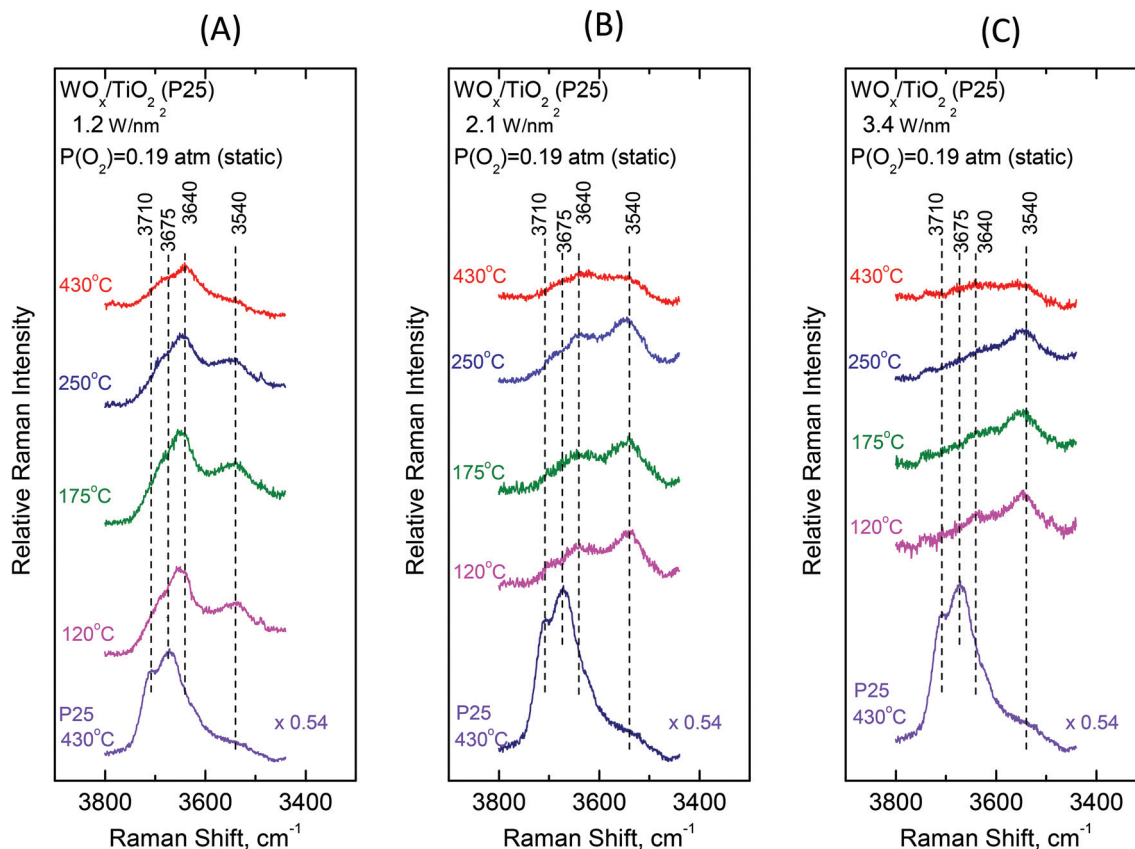 (A)
WOₓ/TiO₂ (P25)
1.2 W/nm²
P(O₂)=0.19 atm (static)
3710
3675
3640
3540
430°C
250°C
175°C
120°C
P25
430°C
x 0.54
Relative Raman Intensity
3800
3600
3400
Raman Shift, cm⁻¹
(B)
WOₓ/TiO₂ (P25)
2.1 W/nm²
P(O₂)=0.19 atm (static)
3710
3675
3640
3540
430°C
250°C
175°C
120°C
P25
430°C
x 0.54
Relative Raman Intensity
3800
3600
3400
Raman Shift, cm⁻¹
(C)
WOₓ/TiO₂ (P25)
3.4 W/nm²
P(O₂)=0.19 atm (static)
3710
3675
3640
3540
430°C
250°C
175°C
120°C
P25
430°C
x 0.54
Relative Raman Intensity
3800
3600
3400
Raman Shift, cm⁻¹